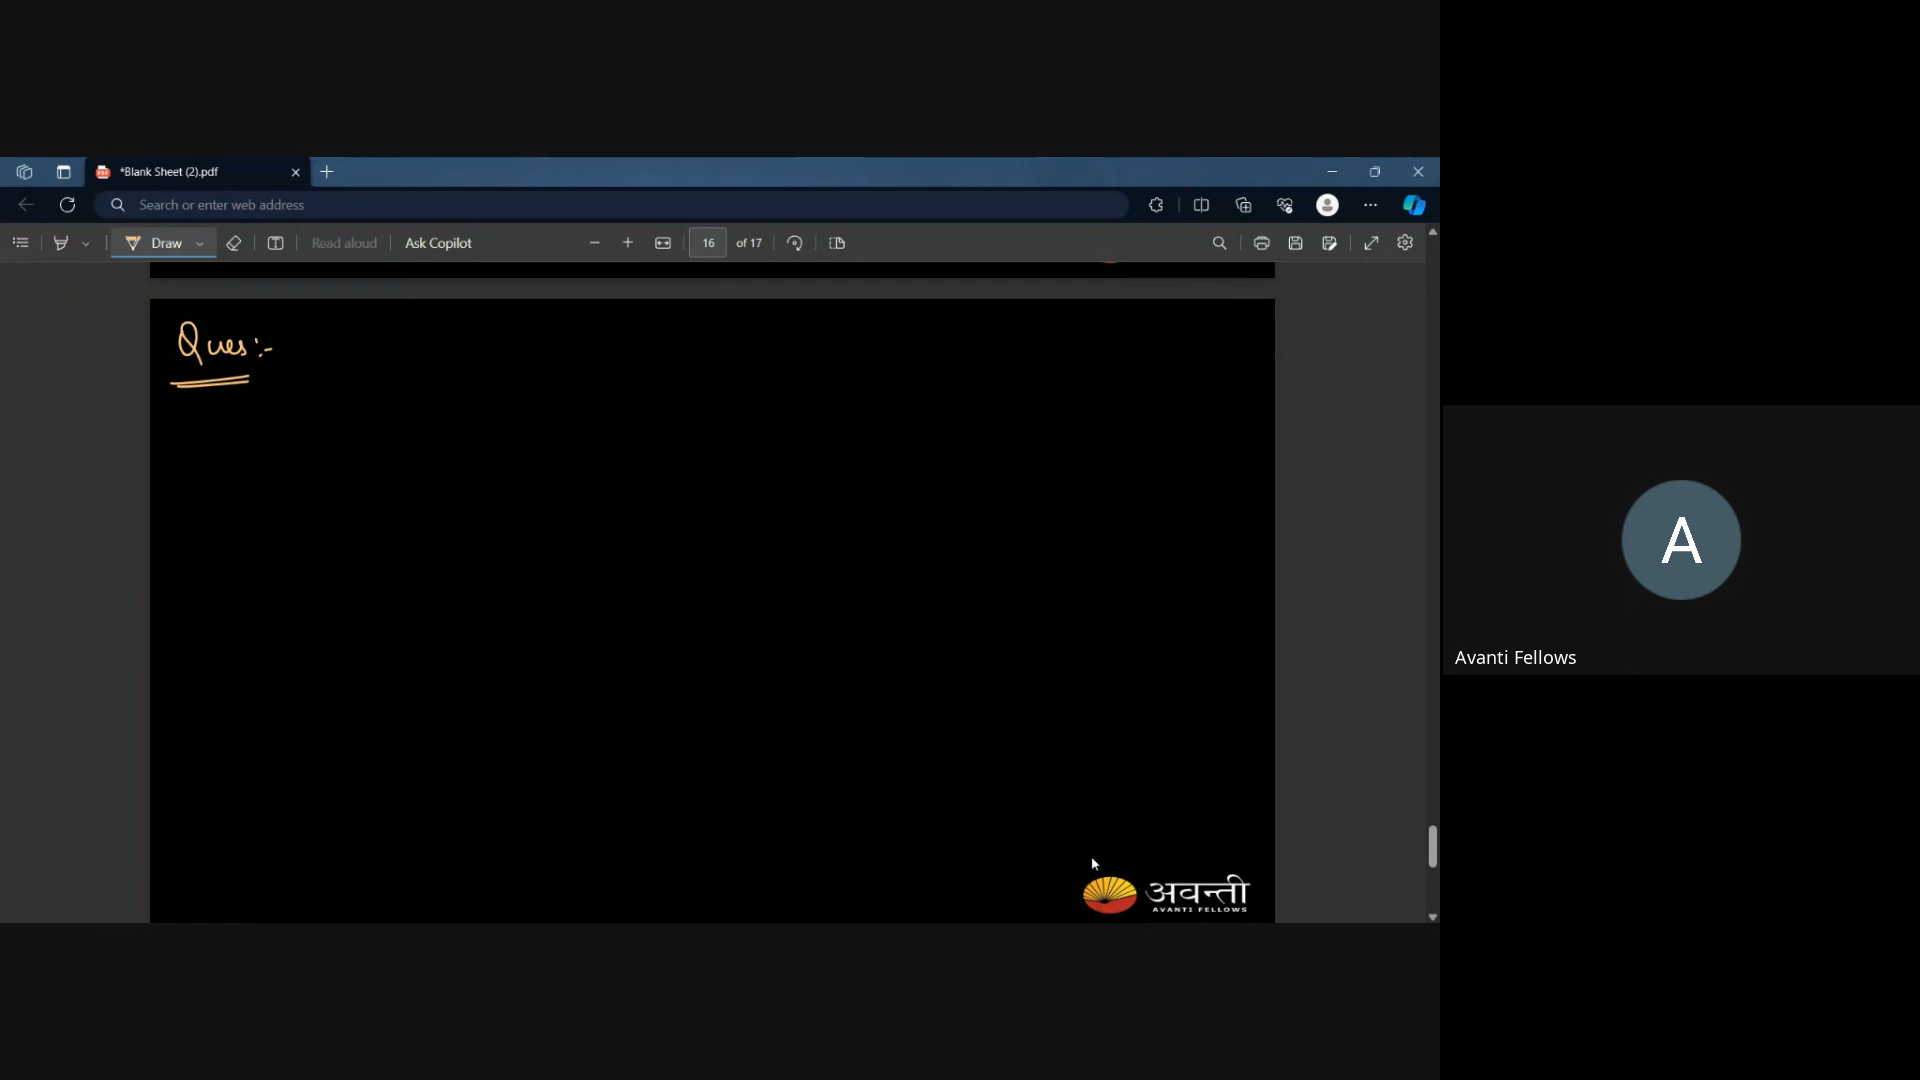 *Blank Sheet (2).pdf
Search or enter web address
Draw
Read aloud
Ask Copilot
16 of 17
Ques :-
A
Avanti Fellows
अवन्ती
AVANTI FELLOWS